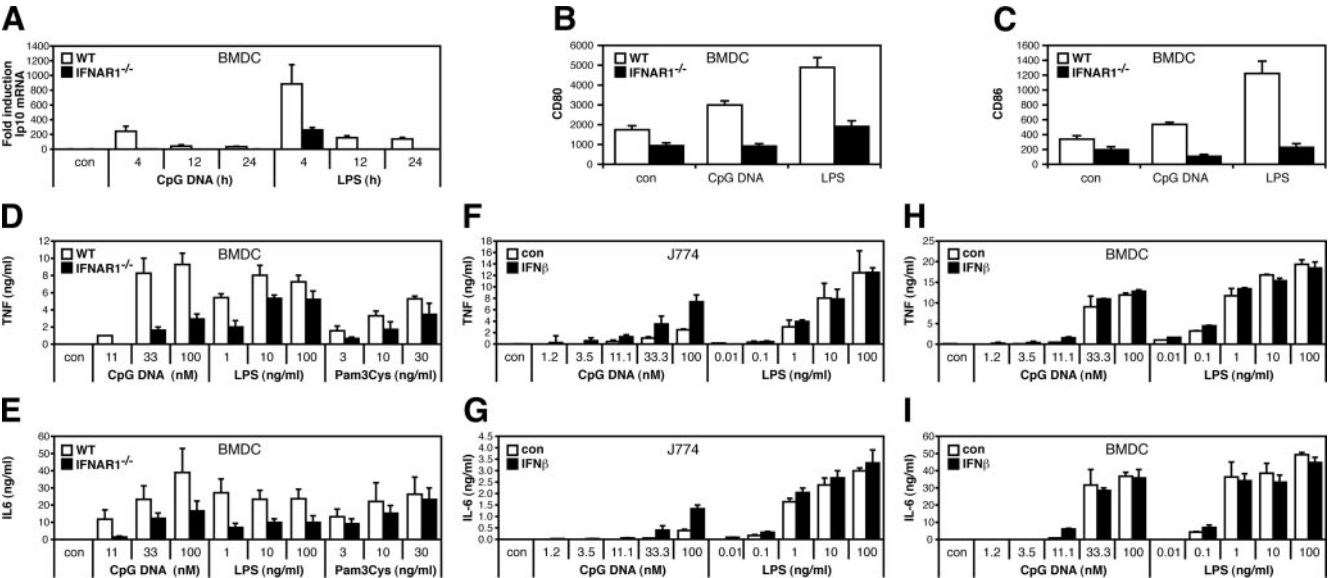 A
BMDC
WT
IFNAR1-/-
Fold induction
Ip10 mRNA
1400
1200
1000
800
600
400
200
0
con 4 12 24 4 12 24
CpG DNA (h) LPS (h)
B
BMDC
WT
IFNAR1-/-
CD80
6000
5000
4000
3000
2000
1000
0
con CpG DNA LPS
C
BMDC
WT
IFNAR1-/-
CD86
1600
1400
1200
1000
800
600
400
200
0
con CpG DNA LPS
D
BMDC
WT
IFNAR1-/-
TNF (ng/ml)
12
10
8
6
4
2
0
con 11 33 100 1 10 100 3 10 30
CpG DNA (nM) LPS (ng/ml) Pam3Cys (ng/ml)
F
J774
con
IFNβ
TNF (ng/ml)
18
16
14
12
10
8
6
4
2
0
con 1.2 3.5 11.1 33.3 100 0.01 0.1 1 10 100
CpG DNA (nM) LPS (ng/ml)
H
BMDC
con
IFNβ
TNF (ng/ml)
25
20
15
10
5
0
con 1.2 3.5 11.1 33.3 100 0.01 0.1 1 10 100
CpG DNA (nM) LPS (ng/ml)
E
BMDC
WT
IFNAR1-/-
IL6 (ng/ml)
60
50
40
30
20
10
0
con 11 33 100 1 10 100 3 10 30
CpG DNA (nM) LPS (ng/ml) Pam3Cys (ng/ml)
G
J774
con
IFNβ
IL-6 (ng/ml)
4.5
4.0
3.5
3.0
2.5
2.0
1.5
1.0
0.5
0.0
con 1.2 3.5 11.1 33.3 100 0.01 0.1 1 10 100
CpG DNA (nM) LPS (ng/ml)
I
BMDC
con
IFNβ
IL-6 (ng/ml)
60
50
40
30
20
10
0
con 1.2 3.5 11.1 33.3 100 0.01 0.1 1 10 100
CpG DNA (nM) LPS (ng/ml)